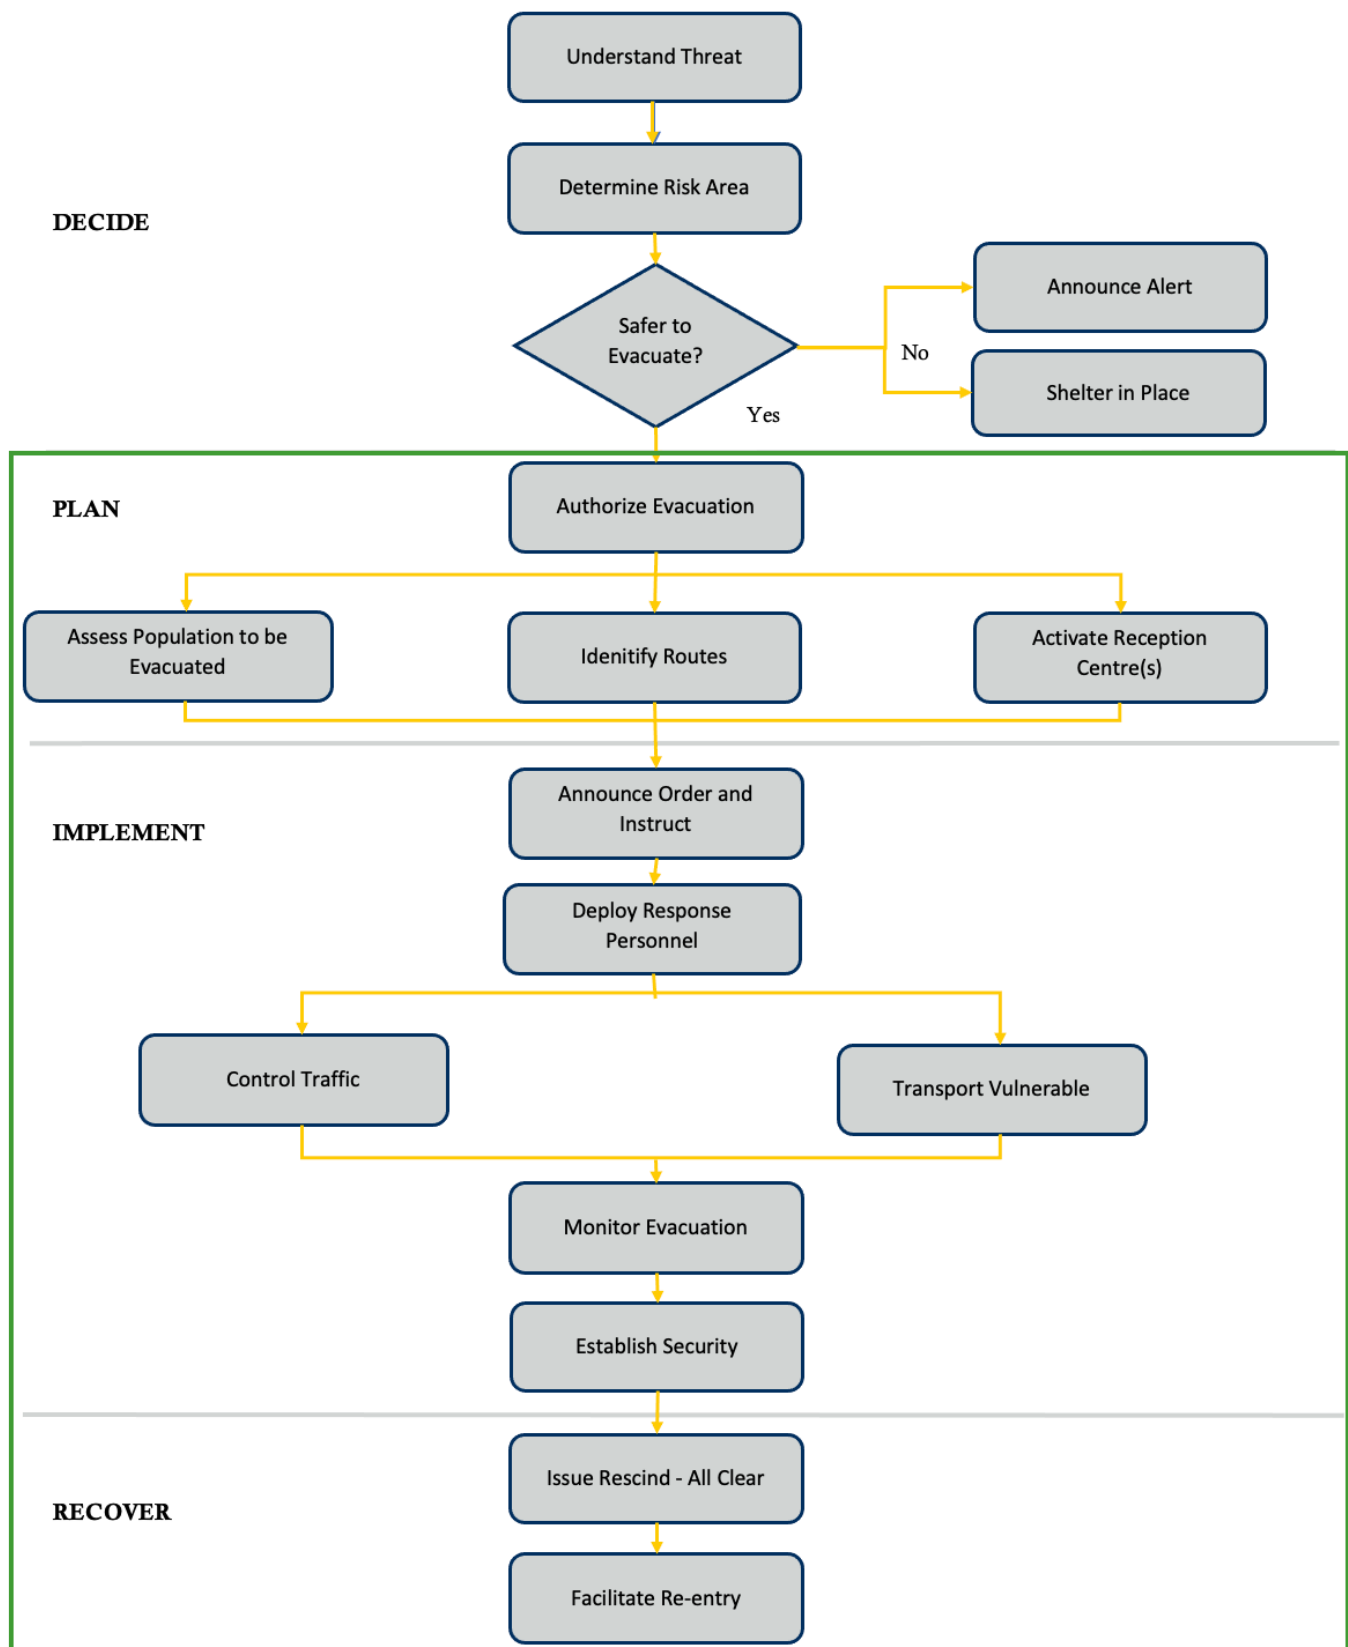 Understand Threat
Determine Risk Area
DECIDE
Announce Alert
Safer to
Evacuate?
No
Shelter in Place
Yes
PLAN
Authorize Evacuation
Assess Population to be
Evacuated
Idenitify Routes
Activate Reception
Centre(s)
Announce Order and
Instruct
IMPLEMENT
Deploy Response
Personnel
Control Traffic
Transport Vulnerable
Monitor Evacuation
Establish Security
Issue Rescind - All Clear
RECOVER
Facilitate Re-entry